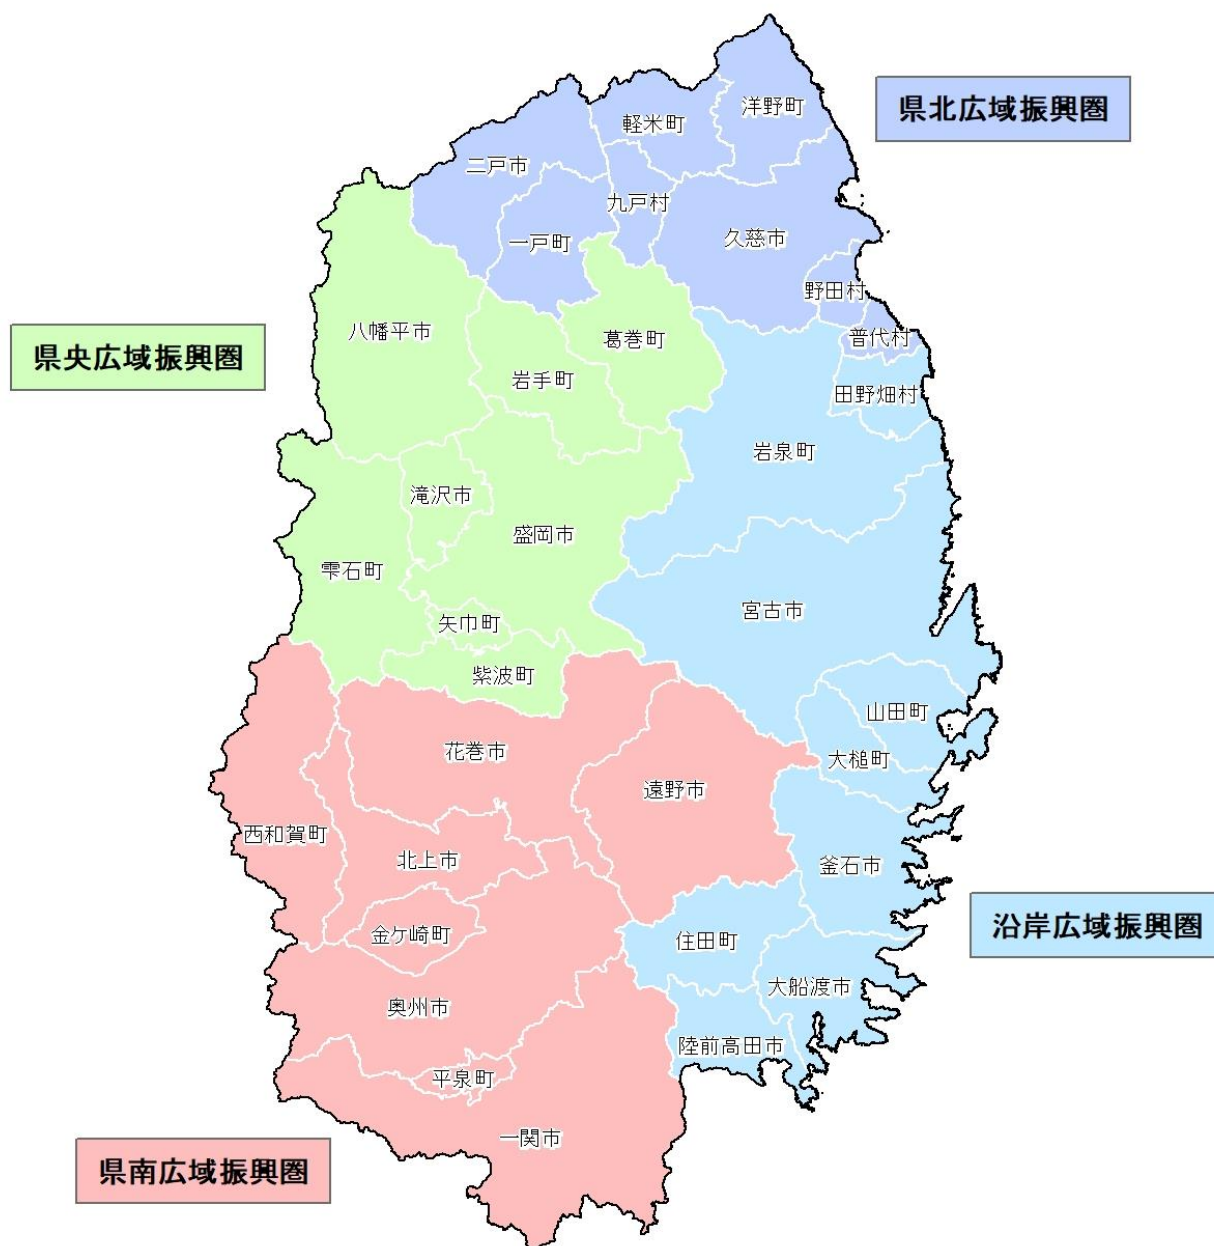 県北広域振興圏
洋野町
軽米町
二戸市
九戸村
一戸町
久慈市
野田村
普代村
県央広域振興圏
八幡平市
葛巻町
岩手町
田野畑村
岩泉町
滝沢市
盛岡市
雫石町
宮古市
矢巾町
紫波町
山田町
花巻市
大槌町
遠野市
西和賀町
北上市
釜石市
沿岸広域振興圏
金ケ崎町
住田町
大船渡市
奥州市
陸前高田市
平泉町
一関市
県南広域振興圏